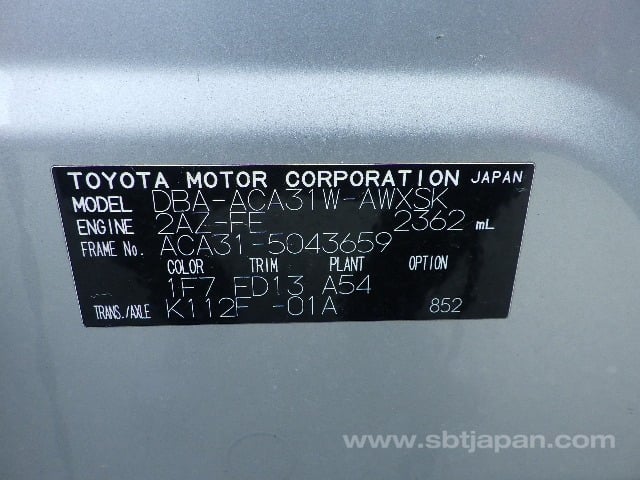 TOYOTA MOTOR CORPORATION JAPAN
MODEL DBA-ACA31W-AWXSK
ENGINE 2AZ-FE 2362 mL
FRAME No. ACA31-5043659
COLOR TRIM PLANT OPTION
1F7 FD13 A54
TRANS./AXLE K112F -01A 852
www.sbtjapan.com